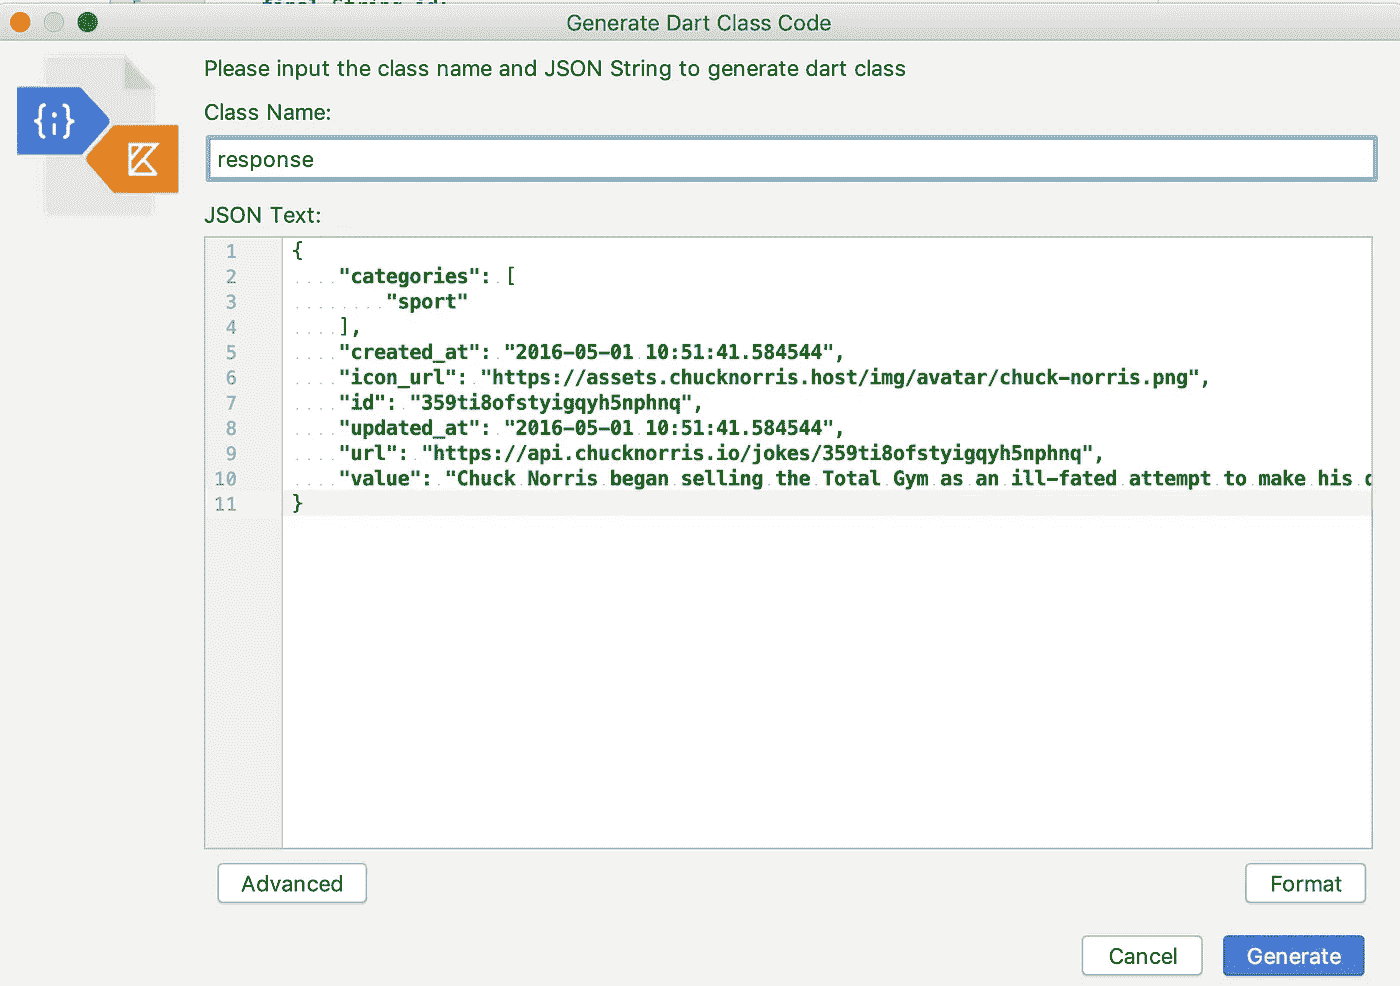 final String id;
Generate Dart Class Code
Please input the class name and JSON String to generate dart class
Class Name:
response
JSON Text:
1 {
2 "categories": [
3 "sport"
4 ],
5 "created_at": "2016-05-01 10:51:41.584544",
6 "icon_url": "https://assets.chucknorris.host/img/avatar/chuck-norris.png",
7 "id": "359ti8ofstyigqyh5nphnq",
8 "updated_at": "2016-05-01 10:51:41.584544",
9 "url": "https://api.chucknorris.io/jokes/359ti8ofstyigqyh5nphnq",
10 "value": "Chuck Norris began selling the Total Gym as an ill-fated attempt to make his
11 }
Advanced
Format
Cancel
Generate